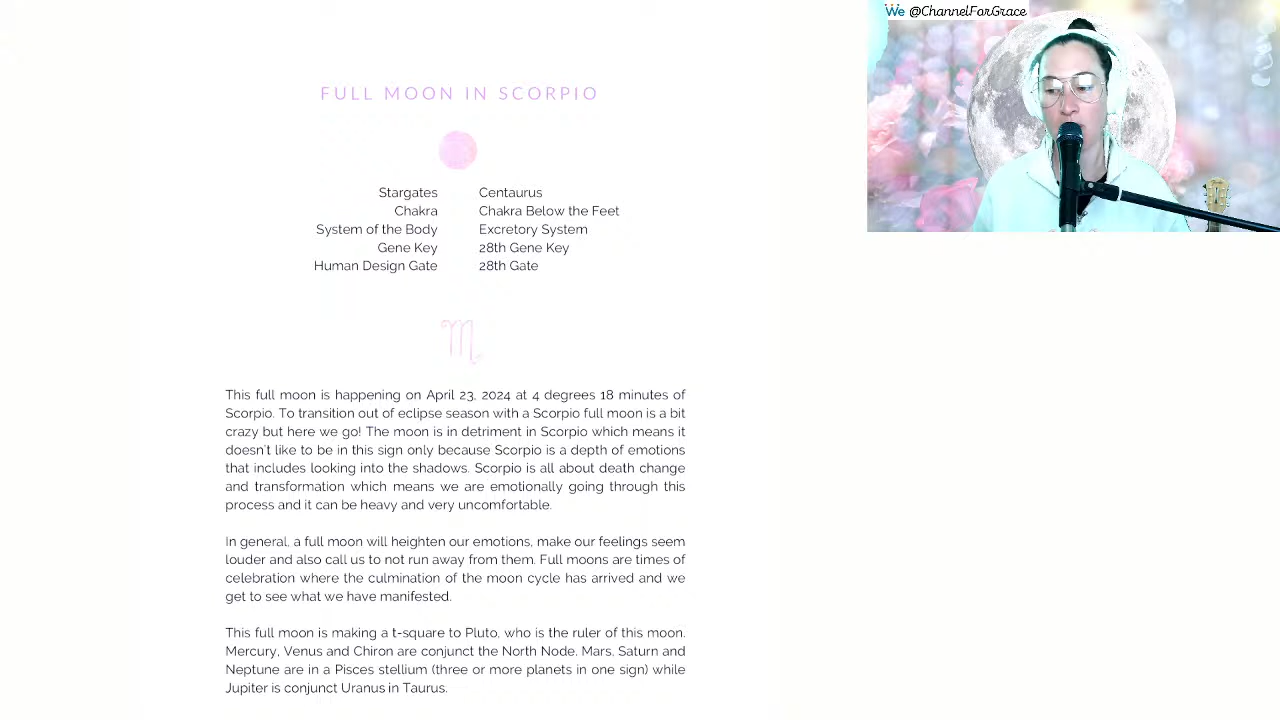 We @ChannelForGrace
FULL MOON IN SCORPIO
Stargates Centaurus
Chakra Chakra Below the Feet
System of the Body Excretory System
Gene Key 28th Gene Key
Human Design Gate 28th Gate
This full moon is happening on April 23, 2024 at 4 degrees 18 minutes of
Scorpio. To transition out of eclipse season with a Scorpio full moon is a bit
crazy but here we go! The moon is in detriment in Scorpio which means it
doesn't like to be in this sign only because Scorpio is a depth of emotions
that includes looking into the shadows. Scorpio is all about death change
and transformation which means we are emotionally going through this
process and it can be heavy and very uncomfortable.
In general, a full moon will heighten our emotions, make our feelings seem
louder and also call us to not run away from them. Full moons are times of
celebration where the culmination of the moon cycle has arrived and we
get to see what we have manifested.
This full moon is making a t-square to Pluto, who is the ruler of this moon.
Mercury, Venus and Chiron are conjunct the North Node. Mars, Saturn and
Neptune are in a Pisces stellium (three or more planets in one sign) while
Jupiter is conjunct Uranus in Taurus.